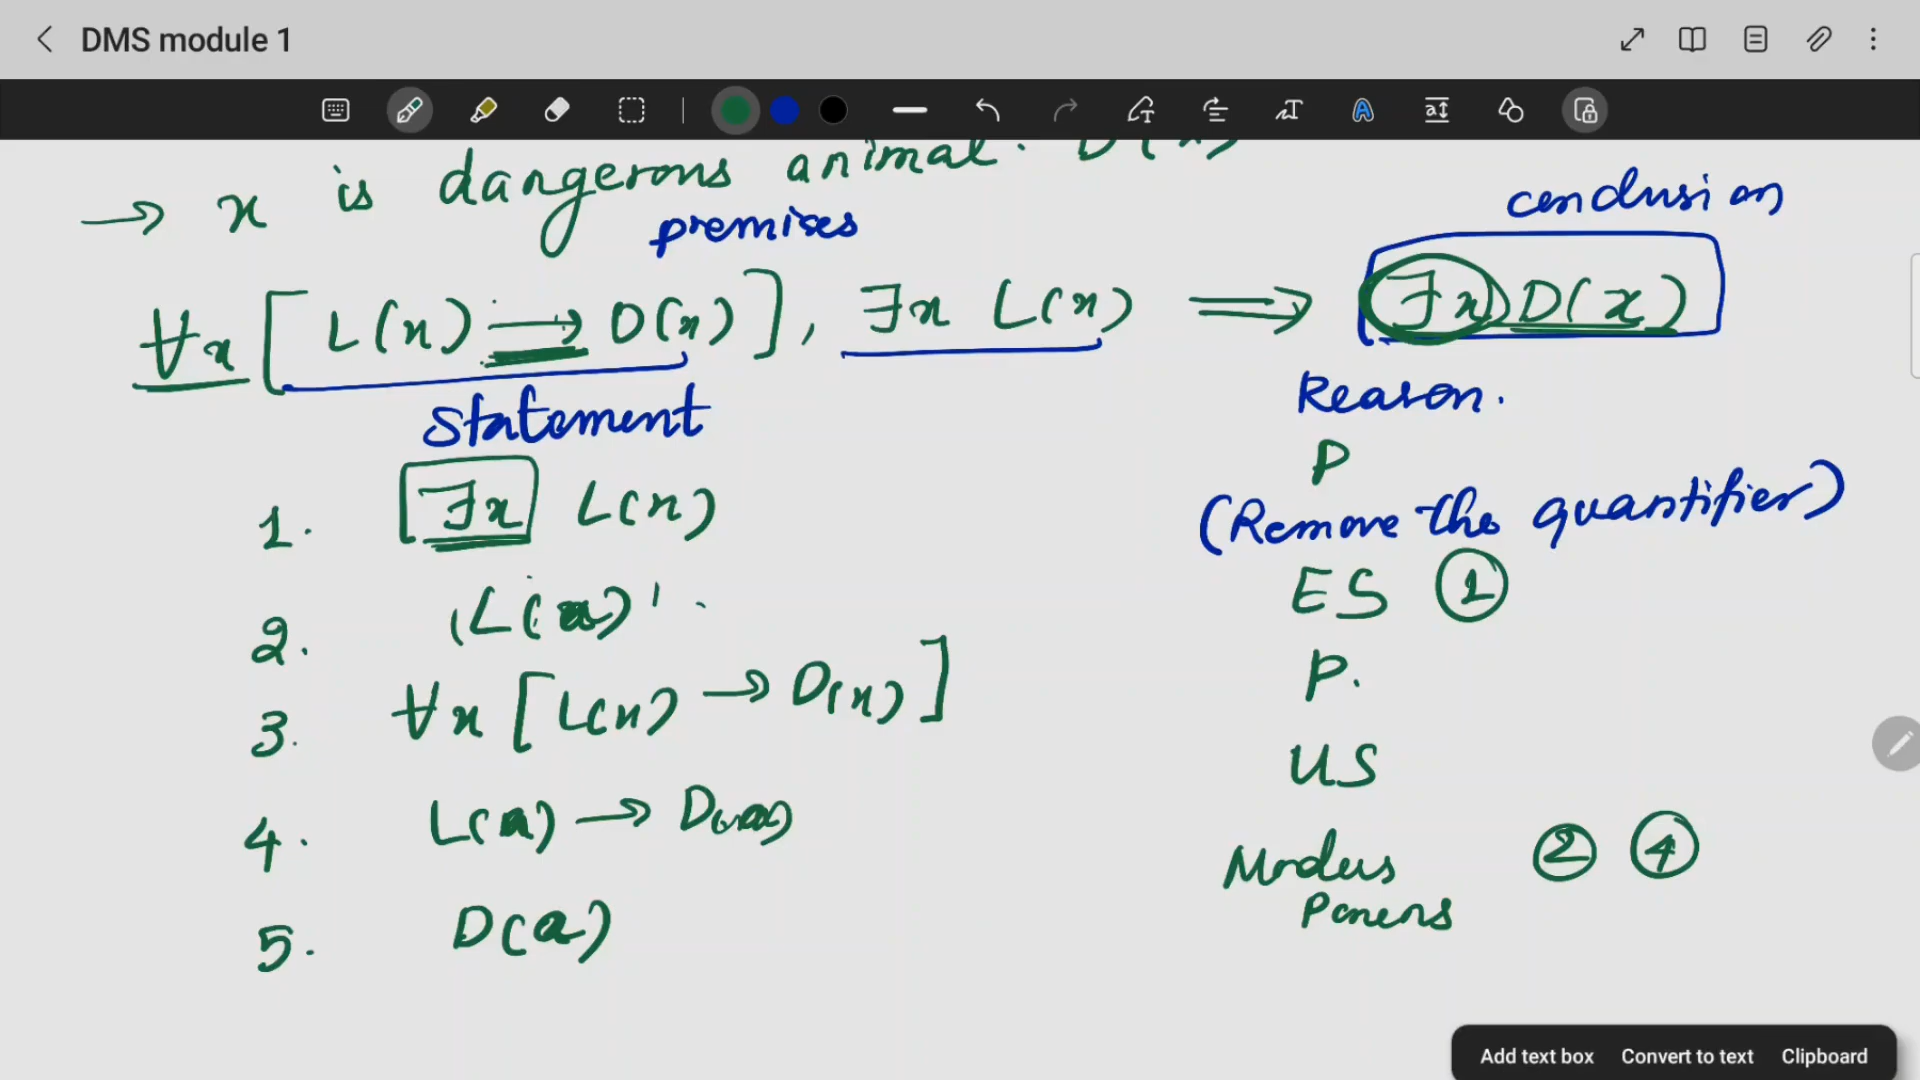 DMS module 1
→ x is dangerous animal. D(x)
premises
conclusion
∀x [L(x) → D(x)], ∃x L(x) ⟹ ∃x D(x)
Statement
Reason.
1. ∃x L(x) P
(Remove the quantifier)
2. L(a) ES ①
3. ∀x [L(x) → D(x)] P.
4. L(a) → D(a) US
5. D(a) Modus Ponens ② ④
Add text box Convert to text Clipboard